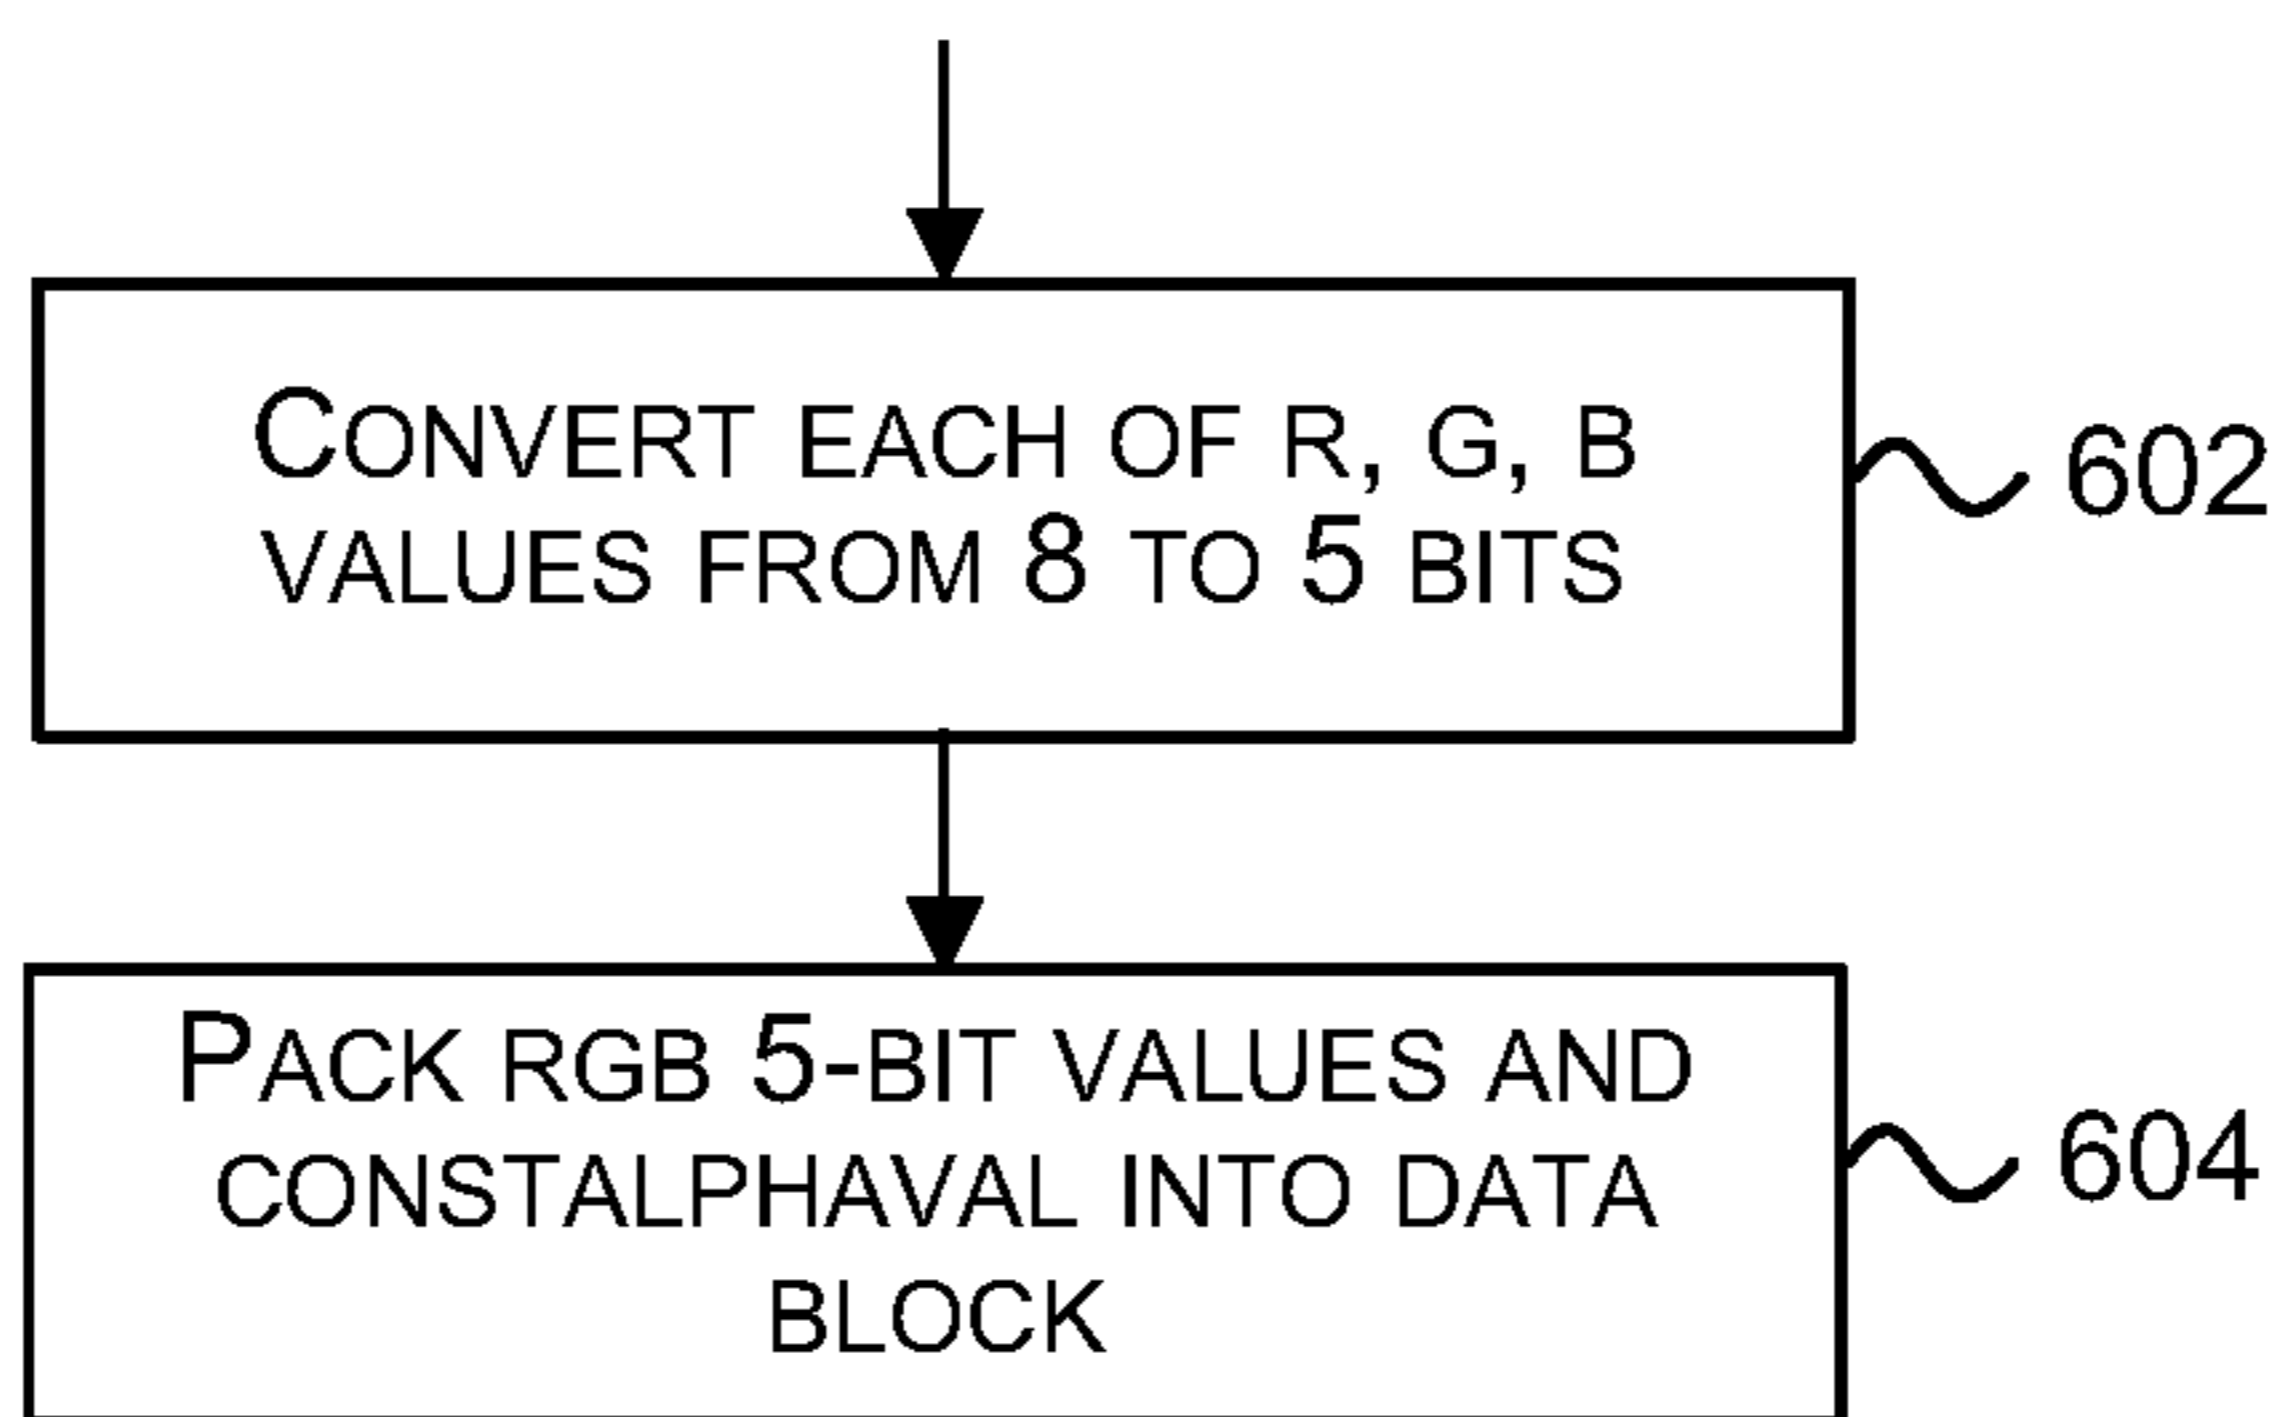 CONVERT EACH OF R, G, B
VALUES FROM 8 TO 5 BITS
602
PACK RGB 5-BIT VALUES AND
CONSTALPHAVAL INTO DATA
BLOCK
604